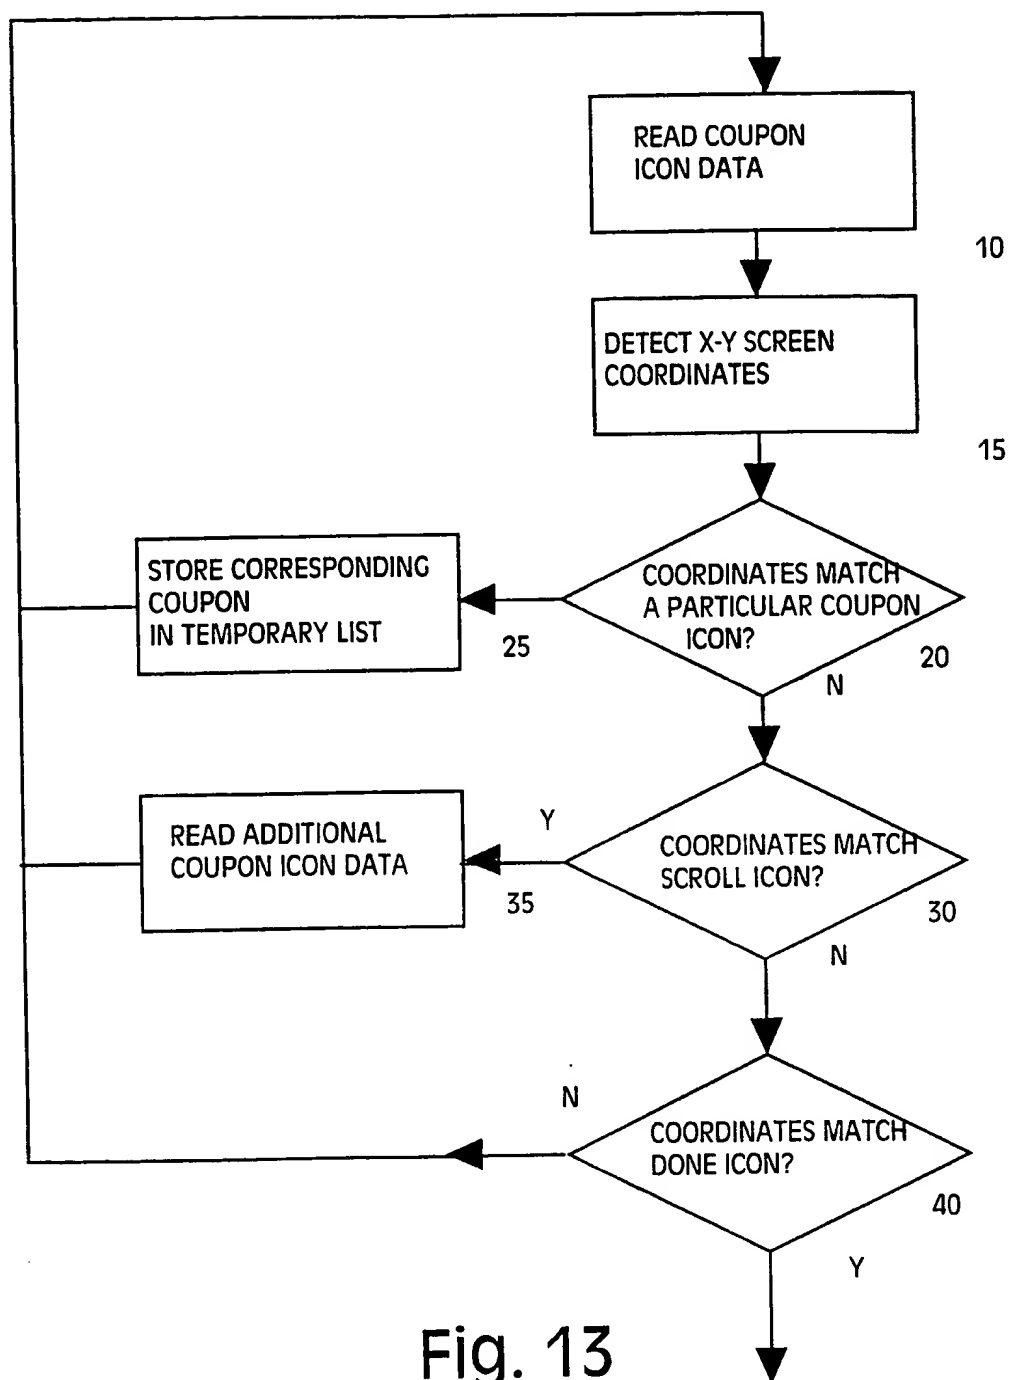 READ COUPON
ICON DATA
10
DETECT X-Y SCREEN
COORDINATES
15
COORDINATES MATCH
A PARTICULAR COUPON
ICON?
20
N
STORE CORRESPONDING
COUPON
IN TEMPORARY LIST
25
COORDINATES MATCH
SCROLL ICON?
30
Y
N
READ ADDITIONAL
COUPON ICON DATA
35
COORDINATES MATCH
DONE ICON?
40
N
Y
Fig. 13